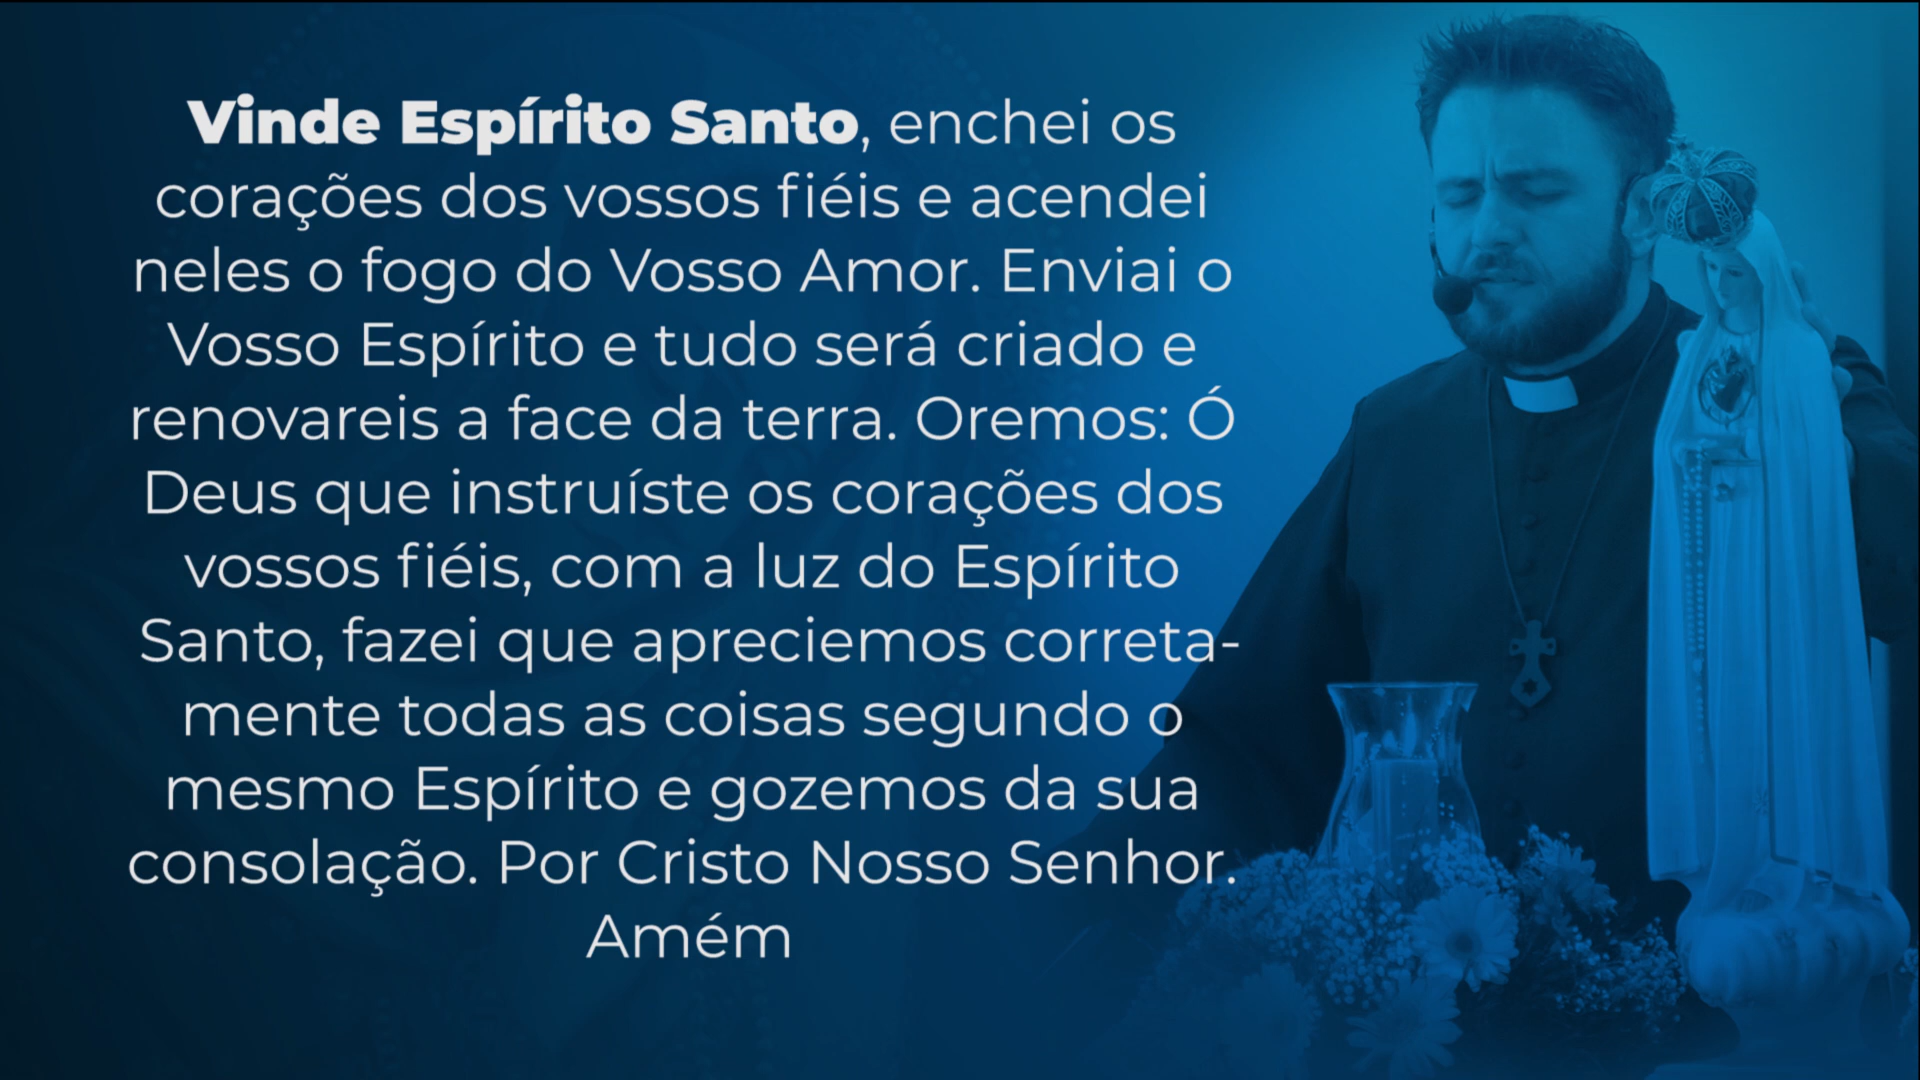 Vinde Espírito Santo, enchei os
corações dos vossos fiéis e acendei
neles o fogo do Vosso Amor. Enviai o
Vosso Espírito e tudo será criado e
renovareis a face da terra. Oremos: Ó
Deus que instruíste os corações dos
vossos fiéis, com a luz do Espírito
Santo, fazei que apreciemos correta-
mente todas as coisas segundo o
mesmo Espírito e gozemos da sua
consolação. Por Cristo Nosso Senhor.
Amém